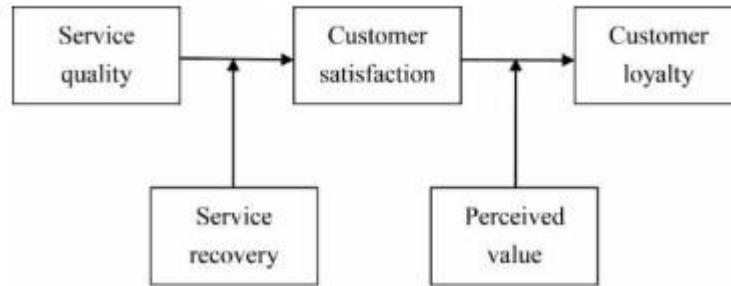 Service
quality
Customer
satisfaction
Customer
loyalty
Service
recovery
Perceived
value